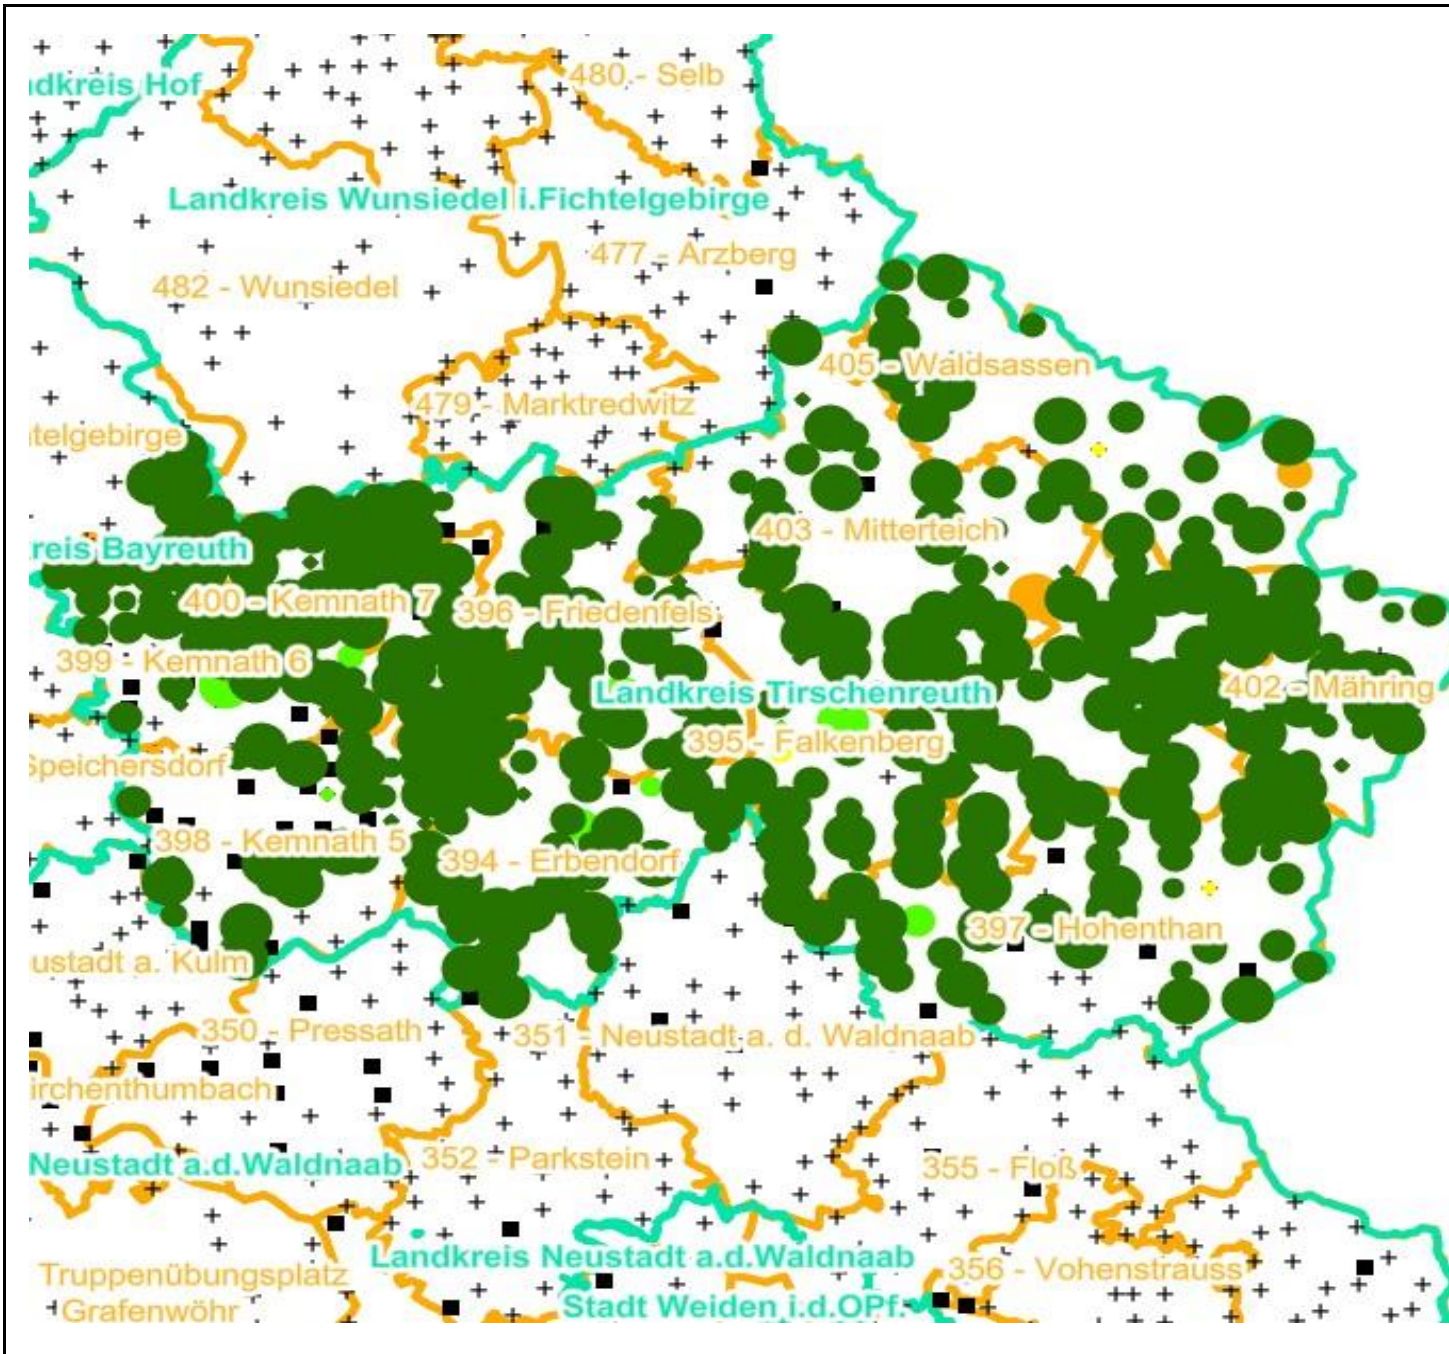 480 - Selb
ndkreis Hof
Landkreis Wunsiedel i.Fichtelgebirge
477 - Arzberg
482 - Wunsiedel
405 - Waldsassen
479 - Marktredwitz
htelgebirge
403 - Mitterteich
reis Bayreuth
400 - Kemnath 7
396 - Friedenfels
399 - Kemnath 6
402 - Mähring
Landkreis Tirschenreuth
395 - Falkenberg
Speichersdorf
398 - Kemnath 5
394 - Erbendorf
397 - Hohenthan
ustadt a. Kulm
350 - Pressath
351 - Neustadt a. d. Waldnaab
irchenthumbach
Neustadt a.d.Waldnaab
352 - Parkstein
355 - Floß
Landkreis Neustadt a.d.Waldnaab
356 - Vohenstrauss
Truppenübungsplatz
Grafenwöhr
Stadt Weiden i.d.OPf.